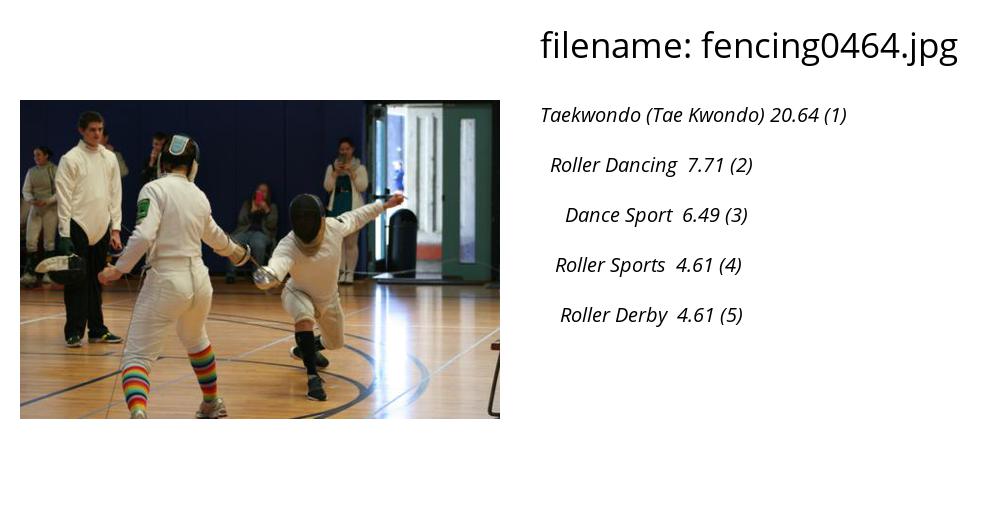 filename: fencing0464.jpg
Taekwondo (Tae Kwondo) 20.64 (1)
Roller Dancing 7.71 (2)
Dance Sport 6.49 (3)
Roller Sports 4.61 (4)
Roller Derby 4.61 (5)